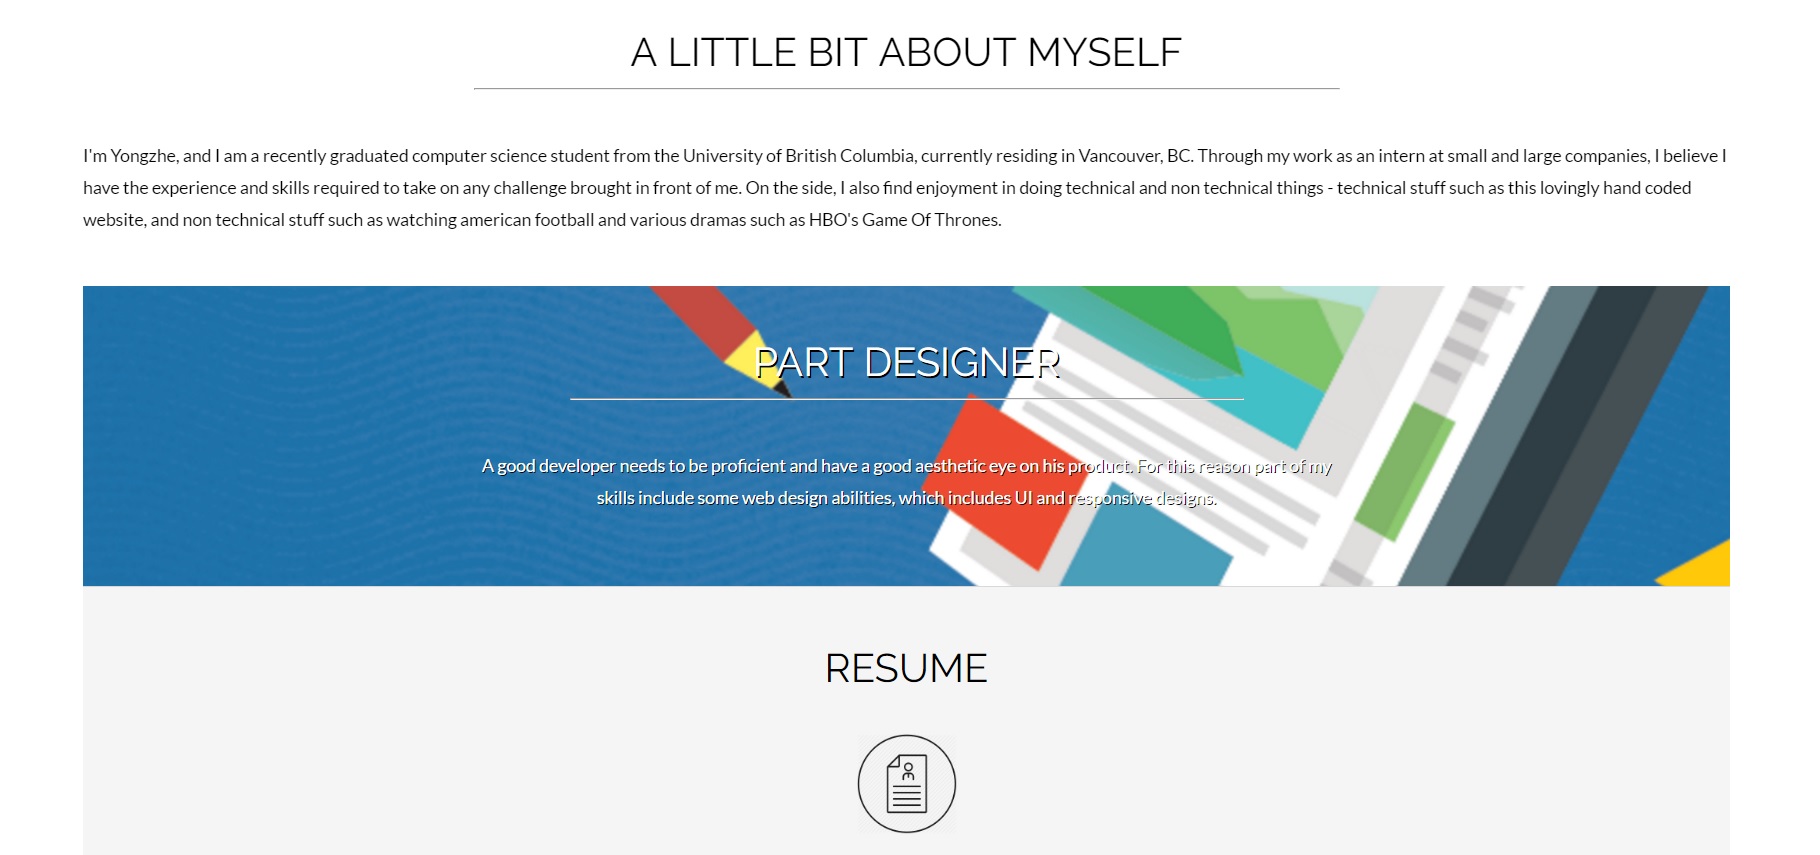 A LITTLE BIT ABOUT MYSELF
I'm Yongzhe, and I am a recently graduated computer science student from the University of British Columbia, currently residing in Vancouver, BC. Through my work as an intern at small and large companies, I believe I
have the experience and skills required to take on any challenge brought in front of me. On the side, I also find enjoyment in doing technical and non technical things - technical stuff such as this lovingly hand coded
website, and non technical stuff such as watching american football and various dramas such as HBO's Game Of Thrones.
PART DESIGNER
A good developer needs to be proficient and have a good aesthetic eye on his product. For this reason part of my
skills include some web design abilities, which includes UI and responsive designs.
RESUME